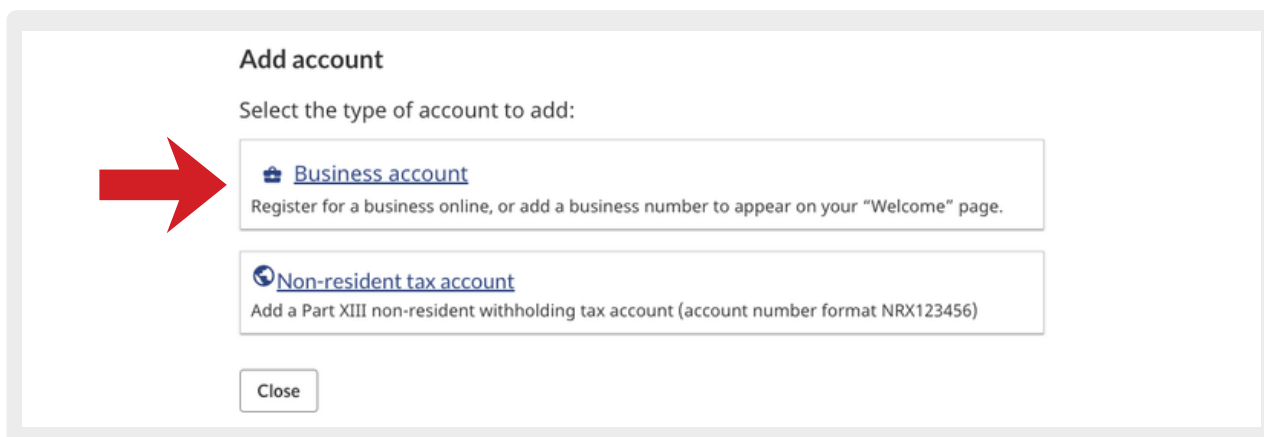 Add account
Select the type of account to add:
Business account
Register for a business online, or add a business number to appear on your “Welcome” page.
Non-resident tax account
Add a Part XIII non-resident withholding tax account (account number format NRX123456)
Close